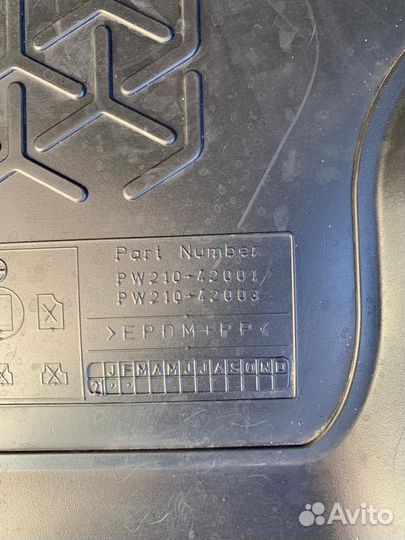 Part Number
PW210-42001
PW210-42003
>EPDM+PP<
JFMAMJJASOND
Avito